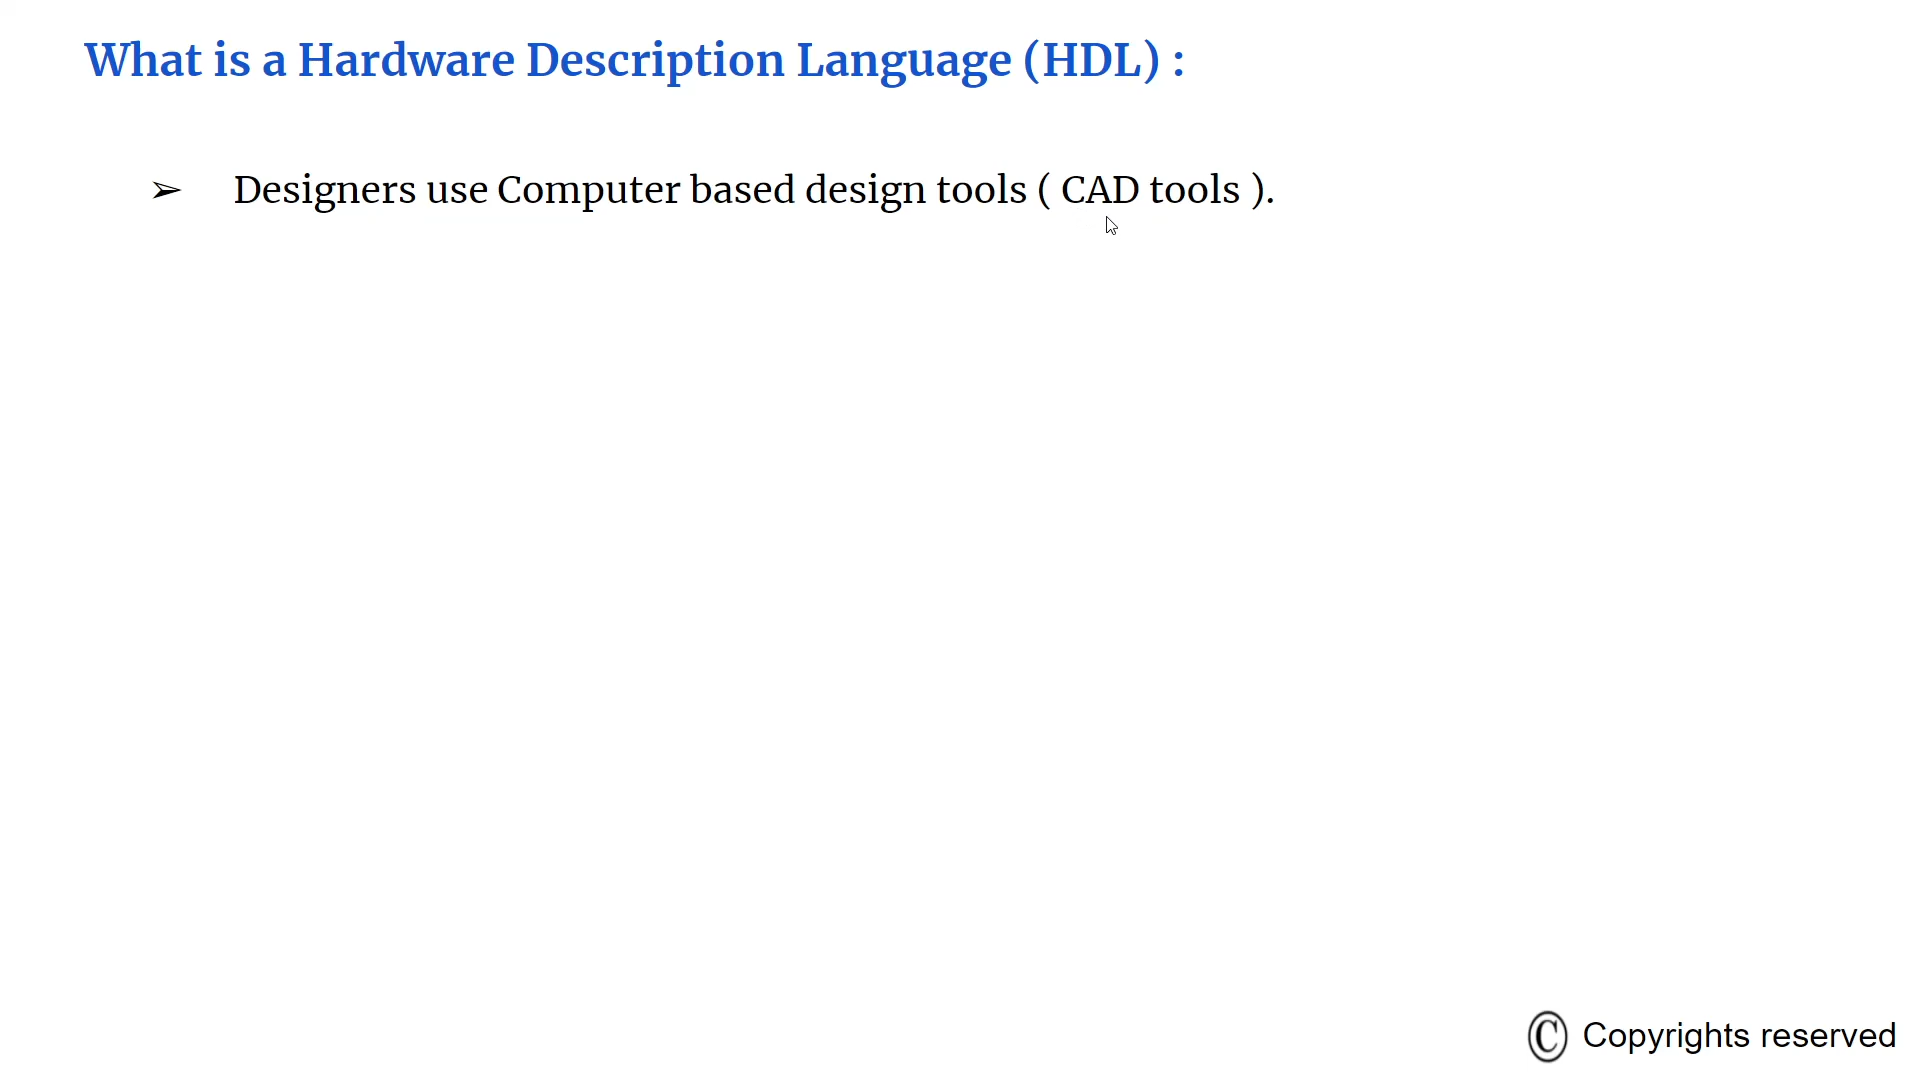 What is a Hardware Description Language (HDL) :
➢ Designers use Computer based design tools ( CAD tools ).
© Copyrights reserved